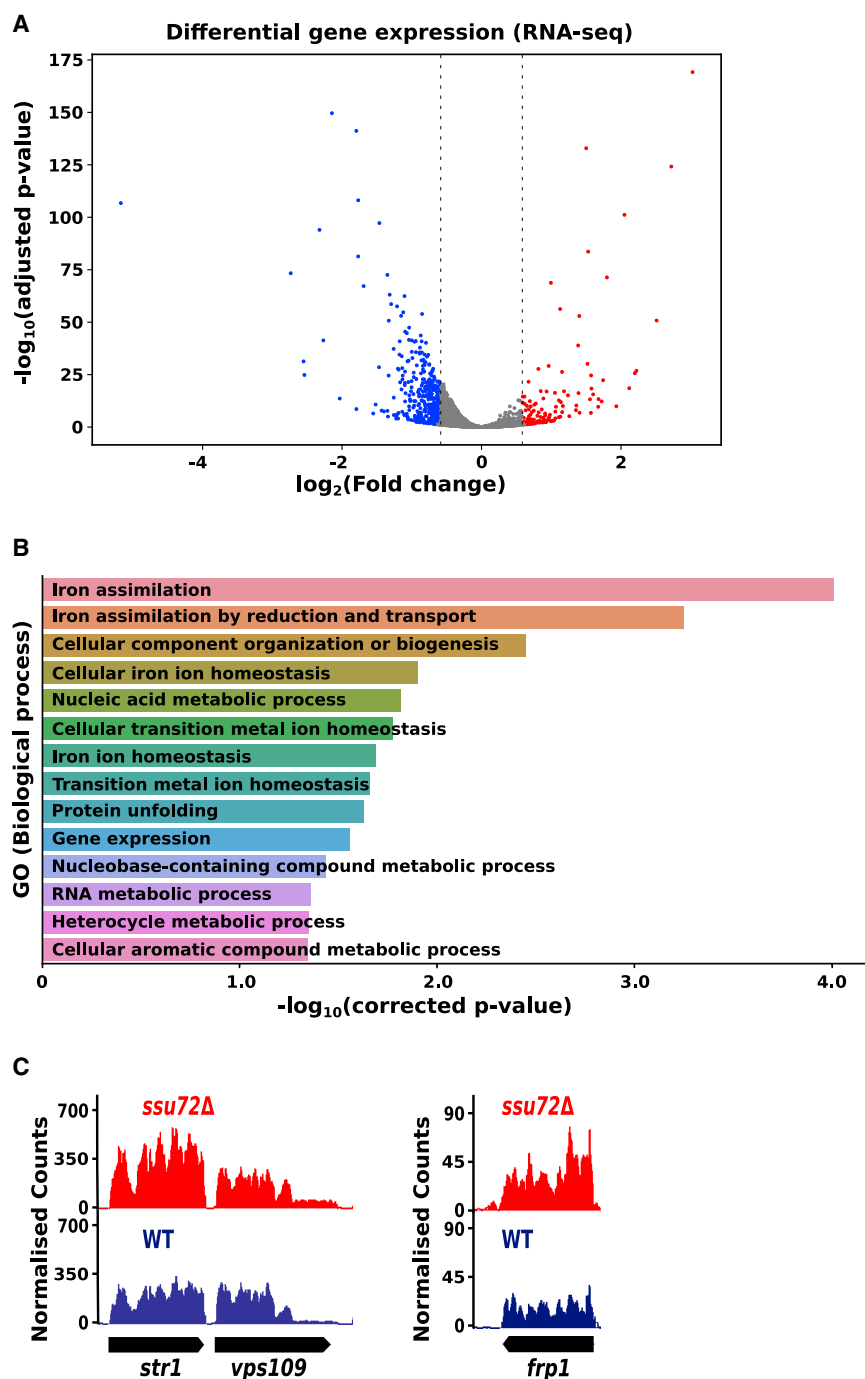 A
Differential gene expression (RNA-seq)
175
150
125
100
75
50
25
0
-log10(adjusted p-value)
-4
-2
0
2
log2(Fold change)
B
GO (Biological process)
Iron assimilation
Iron assimilation by reduction and transport
Cellular component organization or biogenesis
Cellular iron ion homeostasis
Nucleic acid metabolic process
Cellular transition metal ion homeostasis
Iron ion homeostasis
Transition metal ion homeostasis
Protein unfolding
Gene expression
Nucleobase-containing compound metabolic process
RNA metabolic process
Heterocycle metabolic process
Cellular aromatic compound metabolic process
0
1.0
2.0
3.0
4.0
-log10(corrected p-value)
C
Normalised Counts
700
350
0
ssu72Δ
Normalised Counts
700
350
0
WT
str1
vps109
Normalised Counts
90
45
0
ssu72Δ
Normalised Counts
90
45
0
WT
frp1